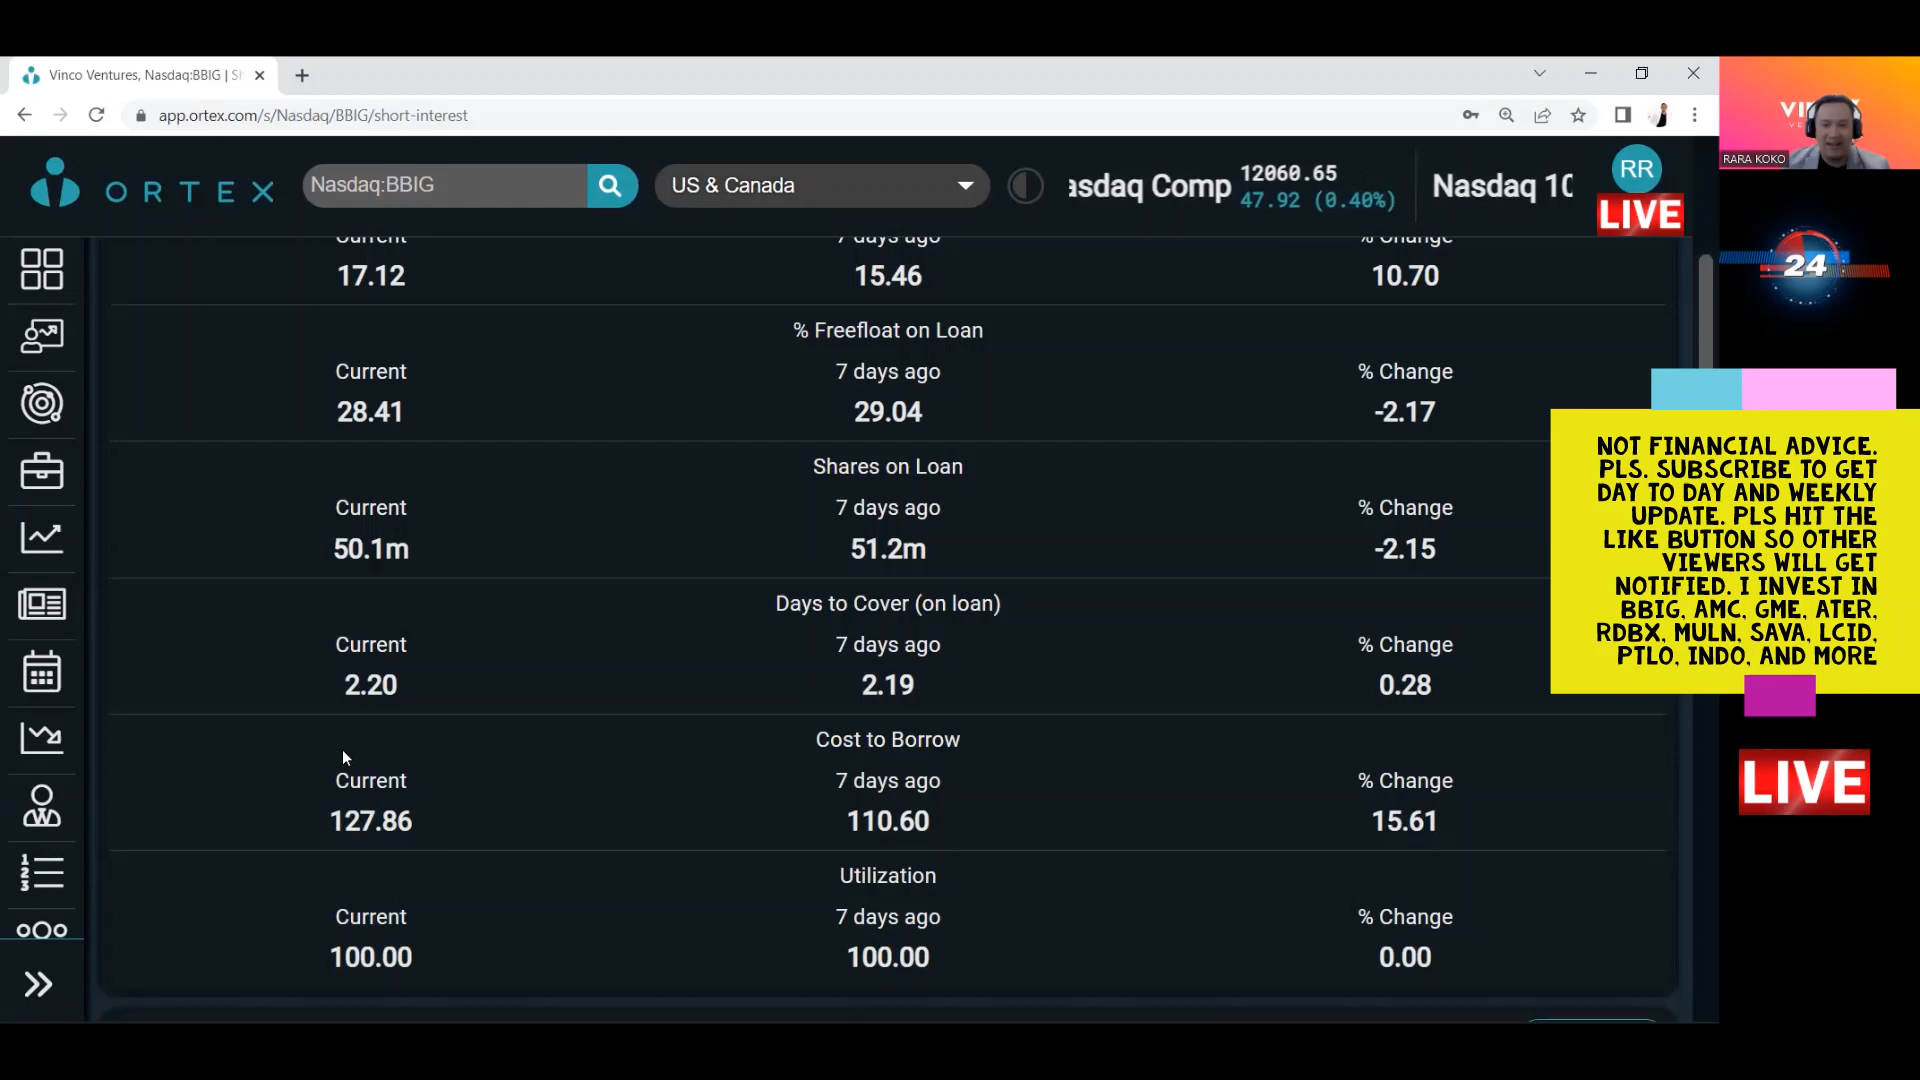 Vinco Ventures, Nasdaq:BBIG | Sh
app.ortex.com/s/Nasdaq/BBIG/short-interest
ORTEX
Nasdaq:BBIG
US & Canada
asdaq Comp
12060.65
47.92 (0.40%)
Nasdaq 10
RR
LIVE
RARA KOKO
24
Current 7 days ago % Change
17.12 15.46 10.70
% Freefloat on Loan
Current 7 days ago % Change
28.41 29.04 -2.17
Shares on Loan
Current 7 days ago % Change
50.1m 51.2m -2.15
Days to Cover (on loan)
Current 7 days ago % Change
2.20 2.19 0.28
Cost to Borrow
Current 7 days ago % Change
127.86 110.60 15.61
Utilization
Current 7 days ago % Change
100.00 100.00 0.00
NOT FINANCIAL ADVICE.
PLS. SUBSCRIBE TO GET
DAY TO DAY AND WEEKLY
UPDATE. PLS HIT THE
LIKE BUTTON SO OTHER
VIEWERS WILL GET
NOTIFIED. I INVEST IN
BBIG, AMC, GME, ATER,
RDBX, MULN, SAVA, LCID,
PTLO, INDO, AND MORE
LIVE